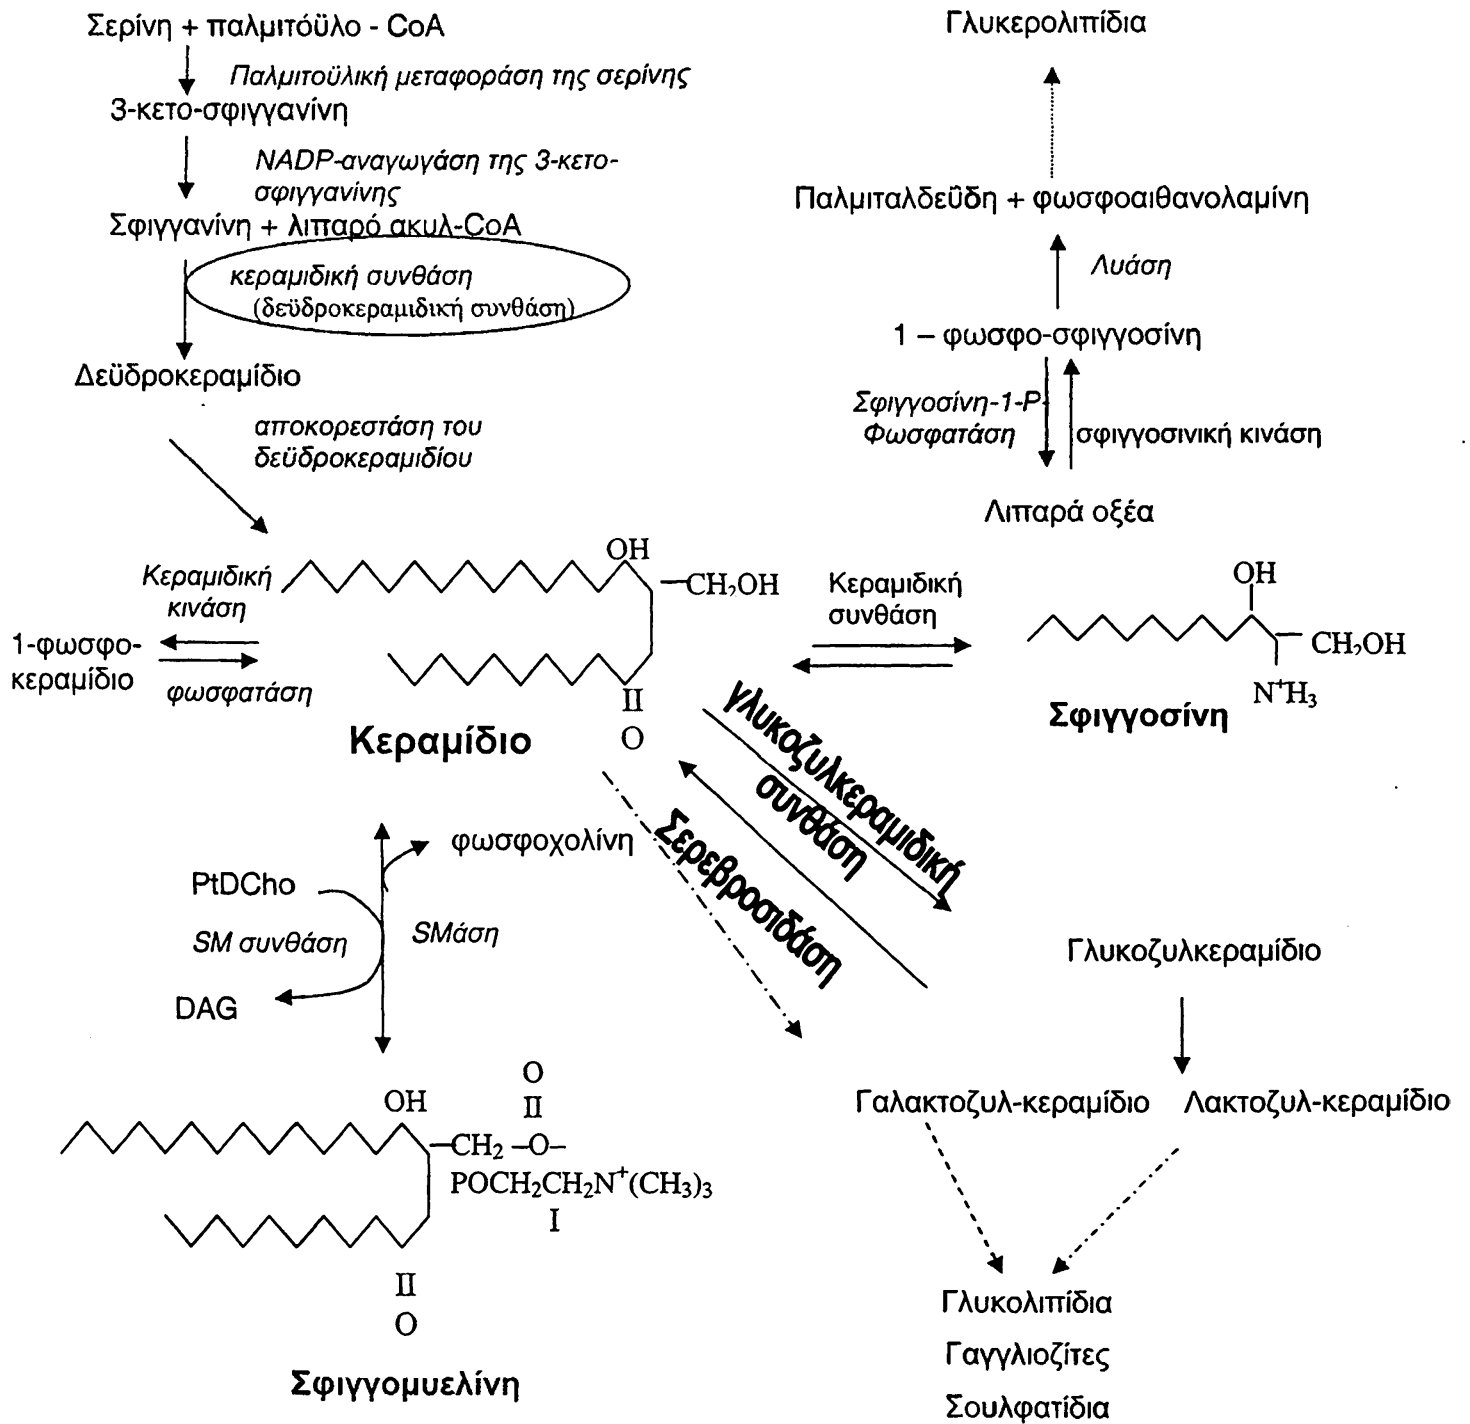 Σερίνη + παλμιτόϋλο - CoA
Παλμιτοϋλική μεταφοράση της σερίνης
3-κετο-σφιγγανίνη
NADP-αναγωγάση της 3-κετο-
σφιγγανίνης
Σφιγγανίνη + λιπαρό ακυλ-CoA
κεραμιδική συνθάση
(δεϋδροκεραμιδική συνθάση)
Δεϋδροκεραμίδιο
αποκορεστάση του
δεϋδροκεραμιδίου
Γλυκερολιπίδια
Παλμιταλδεΰδη + φωσφοαιθανολαμίνη
Λυάση
1 – φωσφο-σφιγγοσίνη
Σφιγγοσίνη-1-P-
Φωσφατάση
σφιγγοσινική κινάση
Λιπαρά οξέα
Κεραμιδική
κινάση
1-φωσφο-
κεραμίδιο
φωσφατάση
OH
CH2OH
II
O
Κεραμίδιο
Κεραμιδική
συνθάση
OH
CH2OH
N+H3
Σφιγγοσίνη
γλυκοζυλκεραμιδική
συνθάση
Σερεβροσιδάση
φωσφοχολίνη
PtDCho
SM συνθάση
SMάση
DAG
Γλυκοζυλκεραμίδιο
Γαλακτοζυλ-κεραμίδιο
Λακτοζυλ-κεραμίδιο
O
II
OH
CH2 –O–
POCH2CH2N+(CH3)3
I
II
O
Σφιγγομυελίνη
Γλυκολιπίδια
Γαγγλιοζίτες
Σουλφατίδια